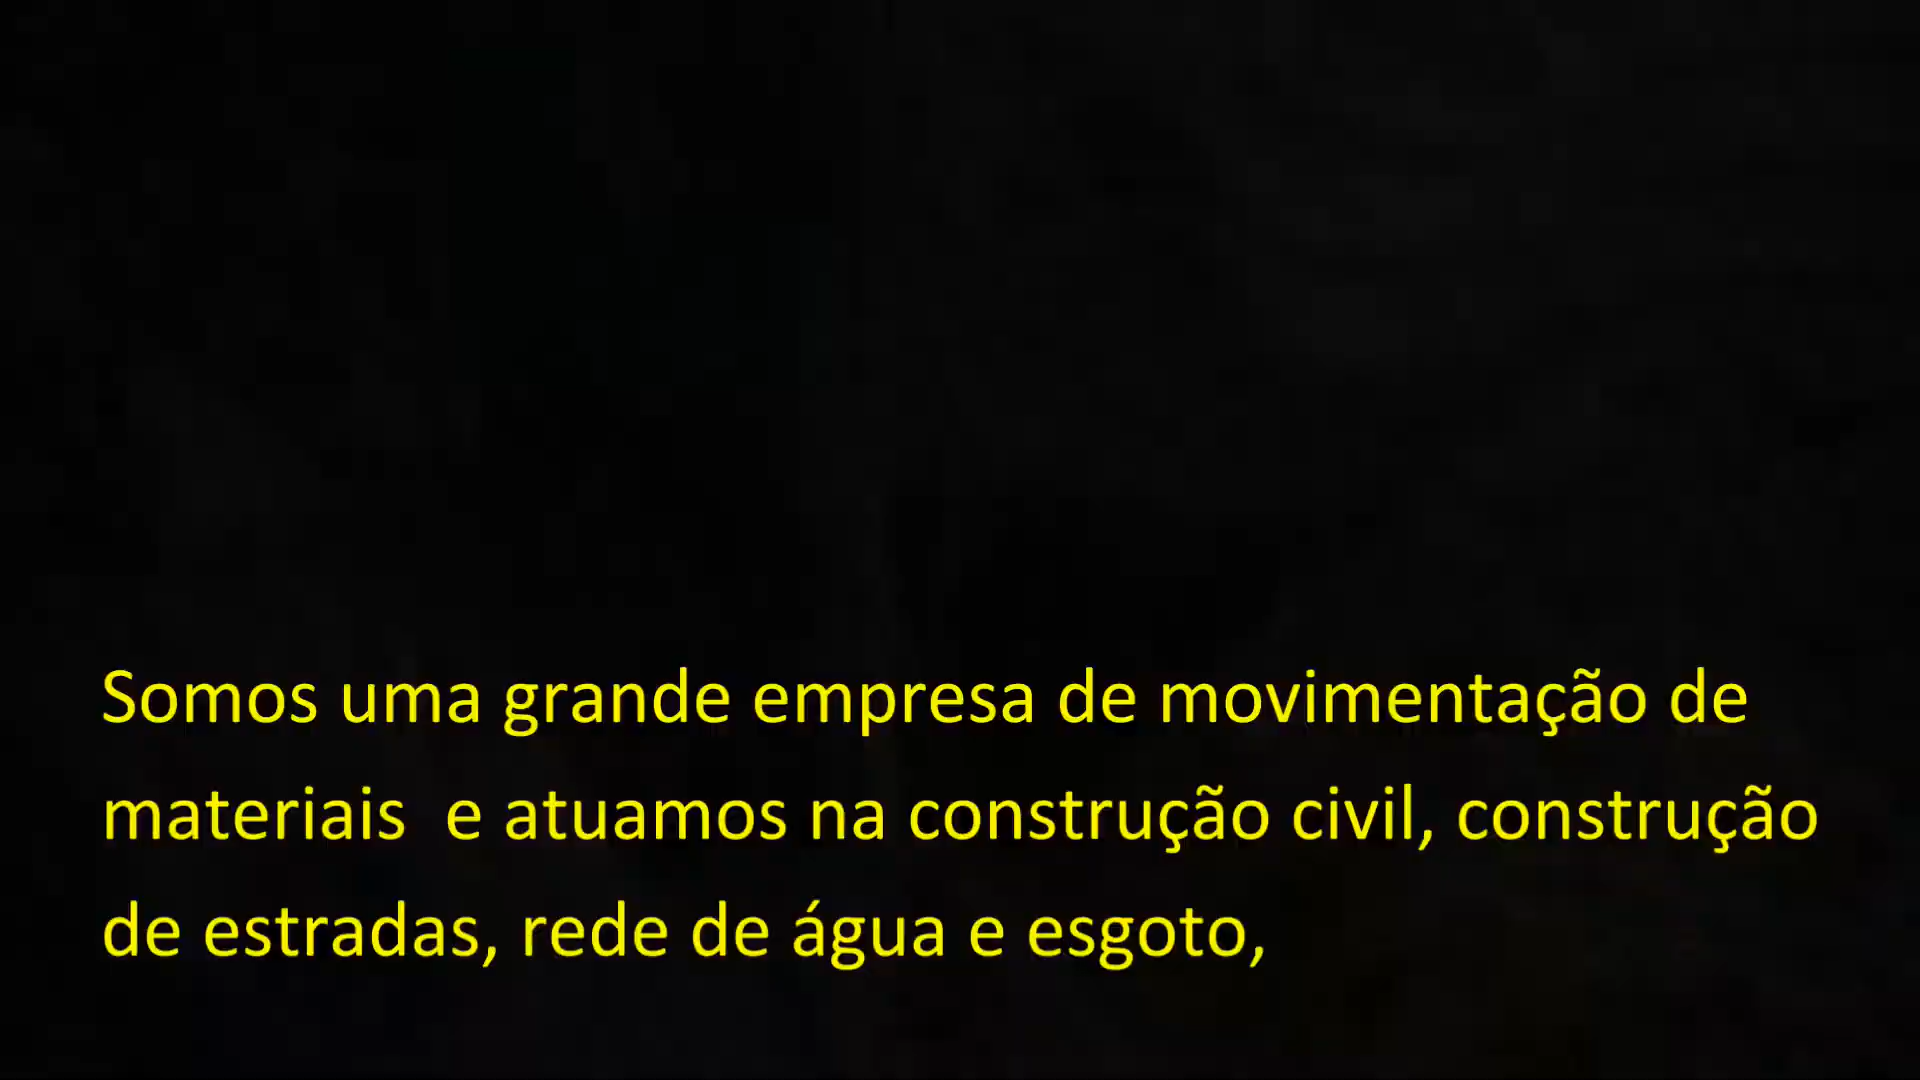 Somos uma grande empresa de movimentação de
materiais  e atuamos na construção civil, construção
de estradas, rede de água e esgoto,